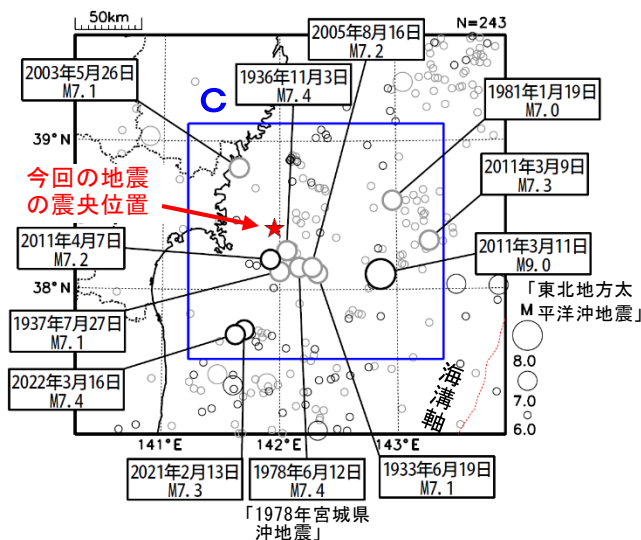 50km
N=243
2005年8月16日
M7.2
2003年5月26日
M7.1
1936年11月3日
M7.4
C
1981年1月19日
M7.0
39°N
今回の地震
の震央位置
2011年3月9日
M7.3
2011年4月7日
M7.2
2011年3月11日
M9.0
38°N
「東北地方太
平洋沖地震」
M
1937年7月27日
M7.1
8.0
2022年3月16日
M7.4
海溝軸
7.0
6.0
141°E
142°E
143°E
2021年2月13日
M7.3
1978年6月12日
M7.4
1933年6月19日
M7.1
「1978年宮城県
沖地震」